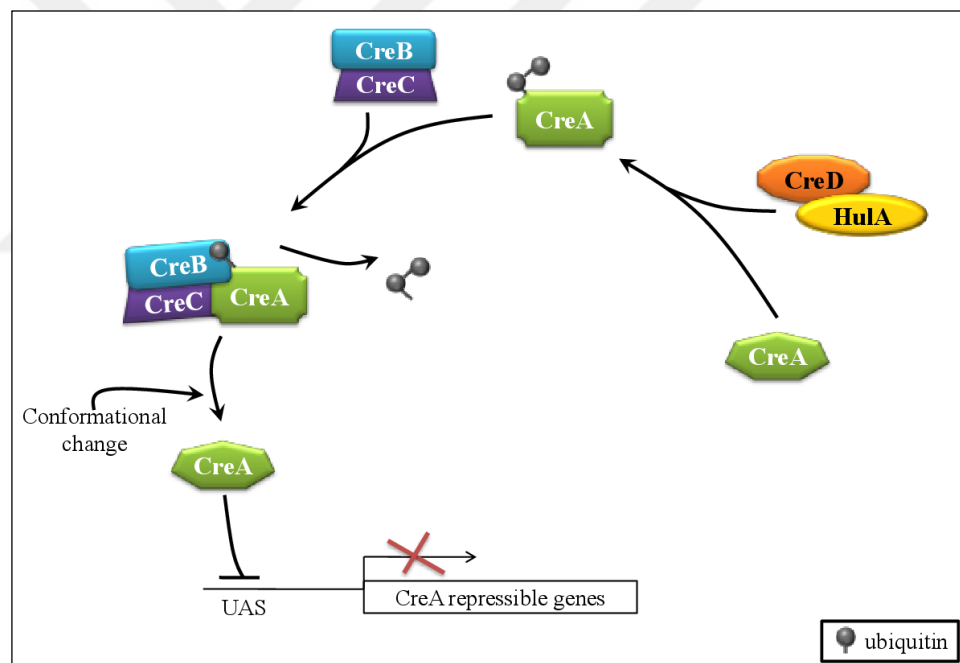 CreB
CreC
CreA
CreD
HulA
CreB
CreC
CreA
CreA
Conformational
change
CreA
UAS
CreA repressible genes
ubiquitin